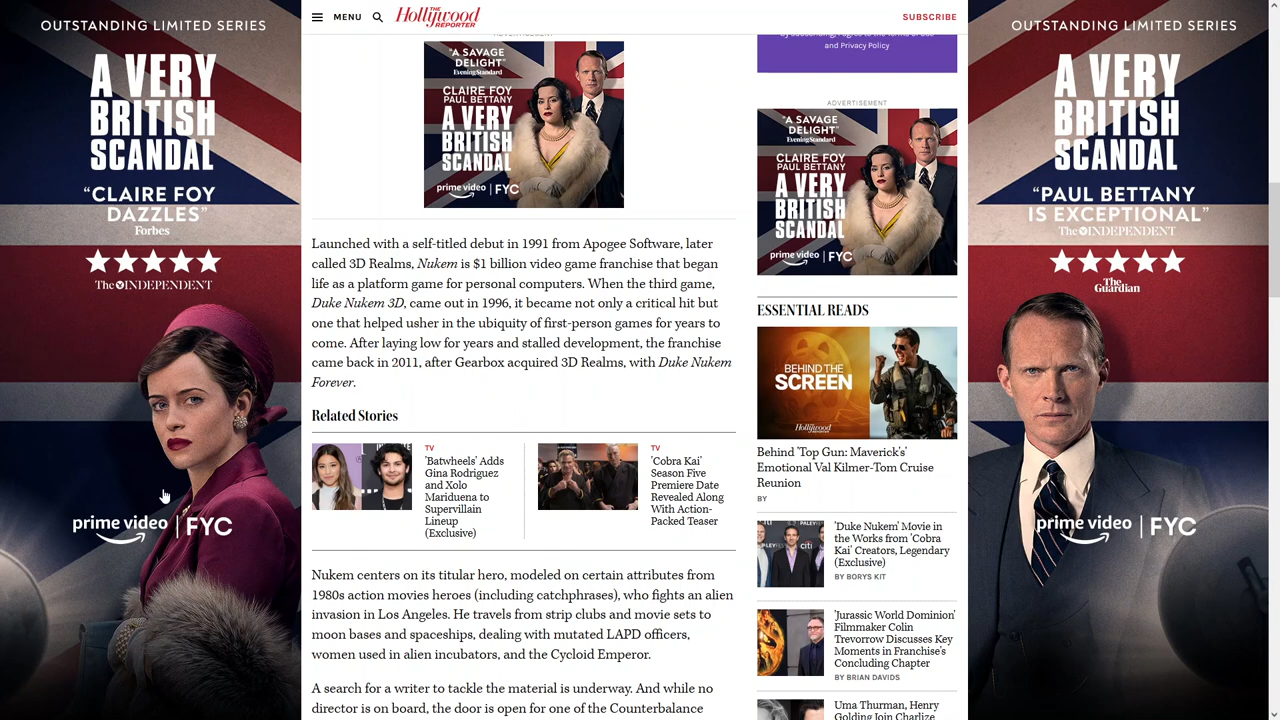 OUTSTANDING LIMITED SERIES
A VERY
BRITISH
SCANDAL
"CLAIRE FOY
DAZZLES"
Forbes
The INDEPENDENT
prime video | FYC
MENU
THE
Hollywood
REPORTER
SUBSCRIBE
ADVERTISEMENT
"A SAVAGE
DELIGHT"
Evening Standard
CLAIRE FOY
PAUL BETTANY
A VERY
BRITISH
SCANDAL
prime video | FYC
Launched with a self-titled debut in 1991 from Apogee Software, later
called 3D Realms, Nukem is $1 billion video game franchise that began
life as a platform game for personal computers. When the third game,
Duke Nukem 3D, came out in 1996, it became not only a critical hit but
one that helped usher in the ubiquity of first-person games for years to
come. After laying low for years and stalled development, the franchise
came back in 2011, after Gearbox acquired 3D Realms, with Duke Nukem
Forever.
Related Stories
TV
'Batwheels' Adds
Gina Rodriguez
and Xolo
Mariduena to
Supervillain
Lineup
(Exclusive)
TV
'Cobra Kai'
Season Five
Premiere Date
Revealed Along
With Action-
Packed Teaser
Nukem centers on its titular hero, modeled on certain attributes from
1980s action movies heroes (including catchphrases), who fights an alien
invasion in Los Angeles. He travels from strip clubs and movie sets to
moon bases and spaceships, dealing with mutated LAPD officers,
women used in alien incubators, and the Cycloid Emperor.
A search for a writer to tackle the material is underway. And while no
director is on board, the door is open for one of the Counterbalance
and Privacy Policy
ADVERTISEMENT
"A SAVAGE
DELIGHT"
Evening Standard
CLAIRE FOY
PAUL BETTANY
A VERY
BRITISH
SCANDAL
prime video | FYC
ESSENTIAL READS
BEHIND THE
SCREEN
Hollywood
Behind 'Top Gun: Maverick's'
Emotional Val Kilmer-Tom Cruise
Reunion
BY
'Duke Nukem' Movie in
the Works from 'Cobra
Kai' Creators, Legendary
(Exclusive)
BY BORYS KIT
'Jurassic World Dominion'
Filmmaker Colin
Trevorrow Discusses Key
Moments in Franchise's
Concluding Chapter
BY BRIAN DAVIDS
Uma Thurman, Henry
Golding Join Charlize
OUTSTANDING LIMITED SERIES
A VERY
BRITISH
SCANDAL
"PAUL BETTANY
IS EXCEPTIONAL"
The INDEPENDENT
The
Guardian
prime video | FYC